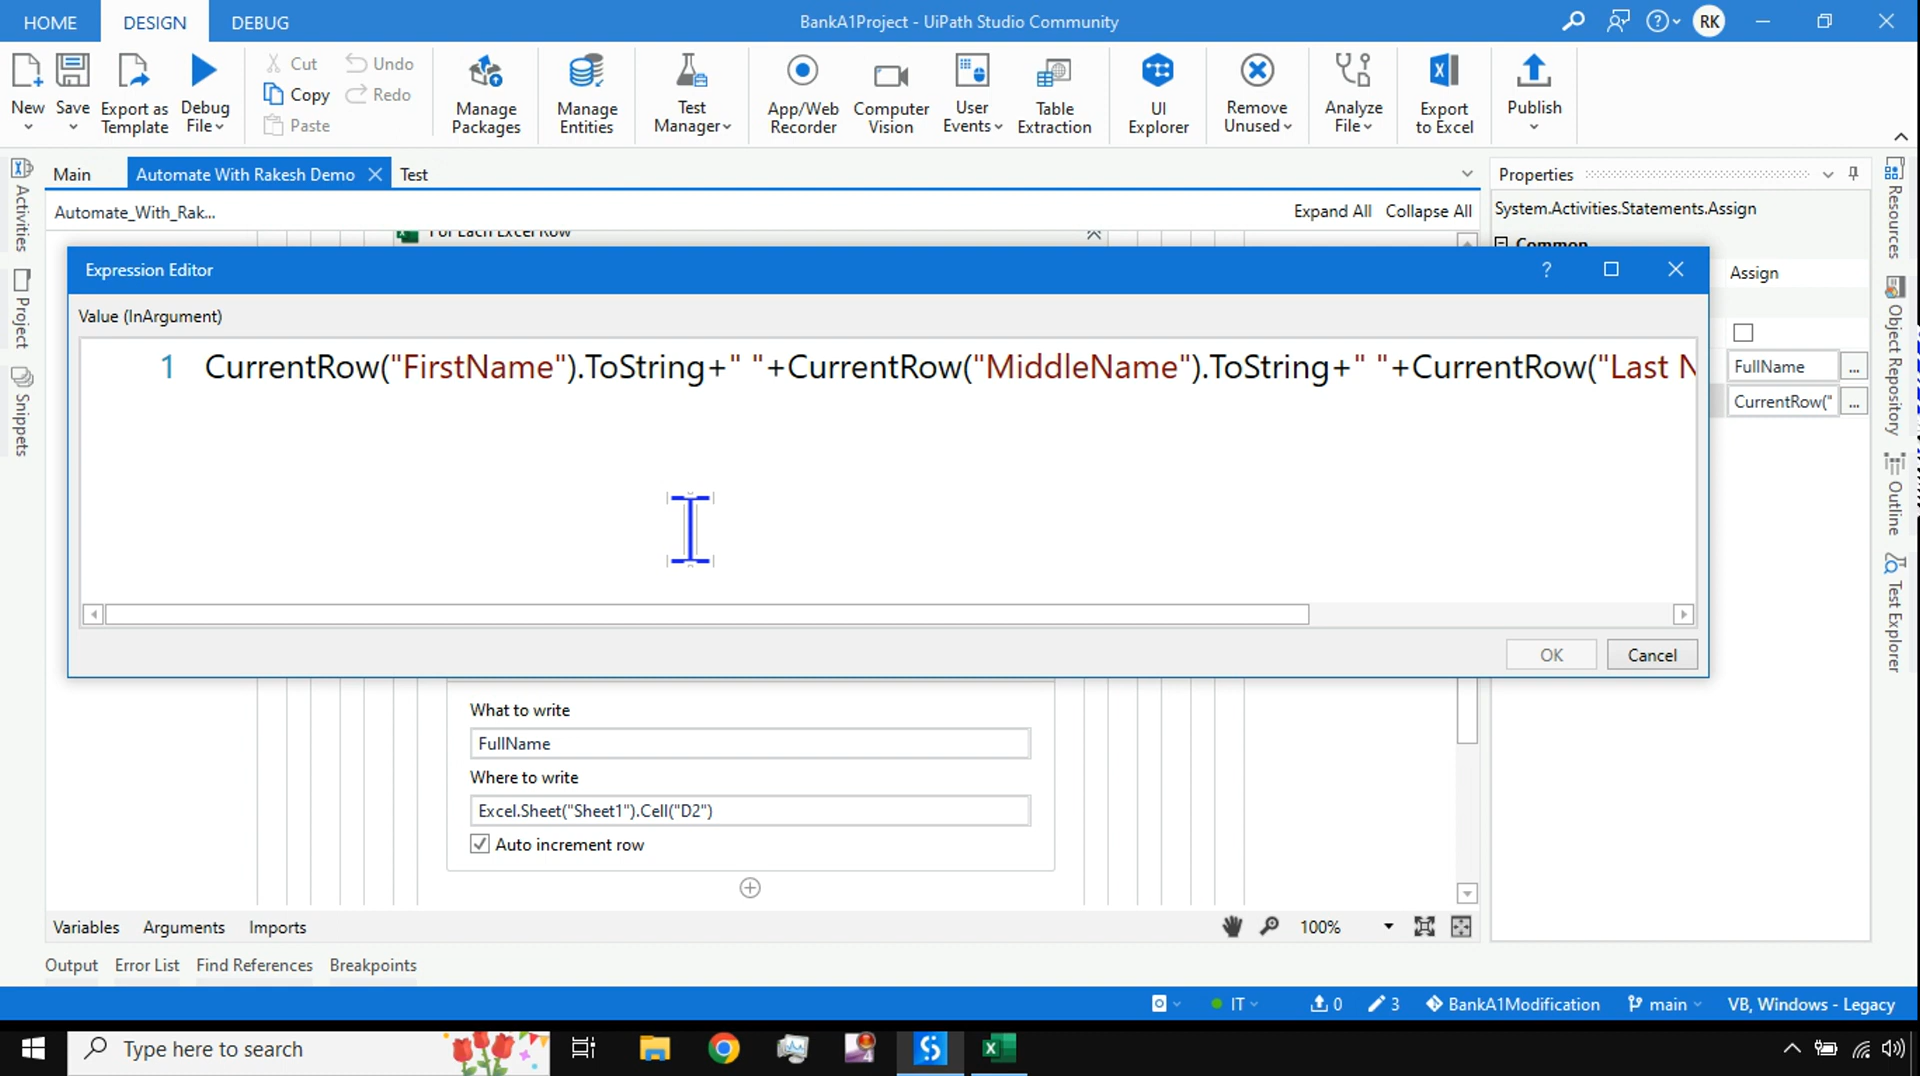 HOME DESIGN DEBUG
BankA1Project - UiPath Studio Community
RK
New Save Export as Template Debug File
Cut Copy Paste
Undo Redo
Manage Packages
Manage Entities
Test Manager
App/Web Recorder
Computer Vision
User Events
Table Extraction
UI Explorer
Remove Unused
Analyze File
Export to Excel
Publish
Main Automate With Rakesh Demo Test
Properties
Automate_With_Rak...
Expand All Collapse All
System.Activities.Statements.Assign
For Each Excel Row
Common
Expression Editor
Assign
Value (InArgument)
1 CurrentRow("FirstName").ToString+" "+CurrentRow("MiddleName").ToString+" "+CurrentRow("Last N
FullName ...
CurrentRow(" ...
OK Cancel
What to write
FullName
Where to write
Excel.Sheet("Sheet1").Cell("D2")
Auto increment row
Activities
Project
Snippets
Resources
Object Repository
Outline
Test Explorer
Variables Arguments Imports
100%
Output Error List Find References Breakpoints
IT 0 3 BankA1Modification main VB, Windows - Legacy
Type here to search